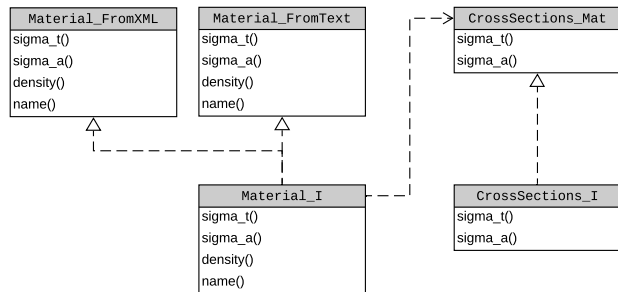 Material_FromXML
sigma_t()
sigma_a()
density()
name()
Material_FromText
sigma_t()
sigma_a()
density()
name()
CrossSections_Mat
sigma_t()
sigma_a()
Material_I
sigma_t()
sigma_a()
density()
name()
CrossSections_I
sigma_t()
sigma_a()